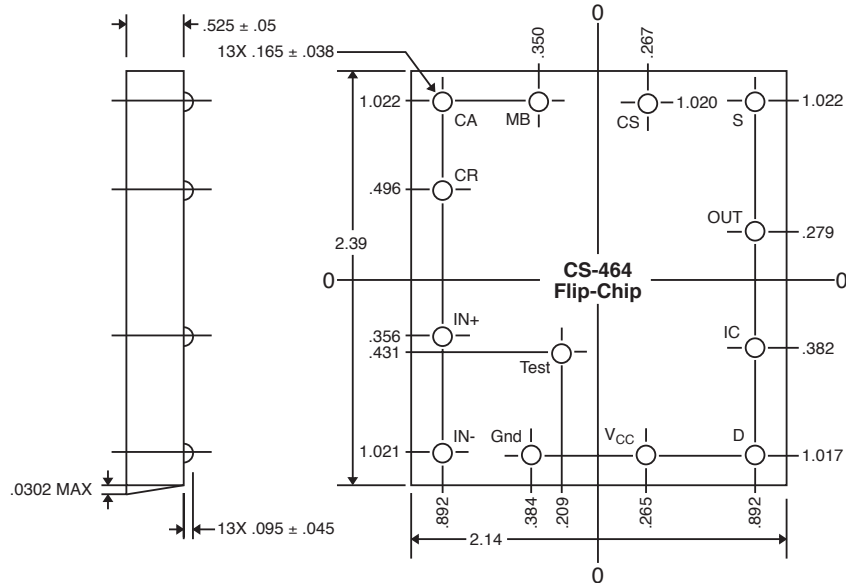 0
.525 ± .05
13X .165 ± .038
.350
.267
1.022
CA
MB
CS
1.020
S
1.022
.496
CR
OUT
.279
2.39
0
CS-464
Flip-Chip
0
IN+
.356
.431
IC
.382
Test
Gnd
VCC
D
IN-
1.021
1.017
.0302 MAX
.892
.384
.209
.265
.892
13X .095 ± .045
2.14
0